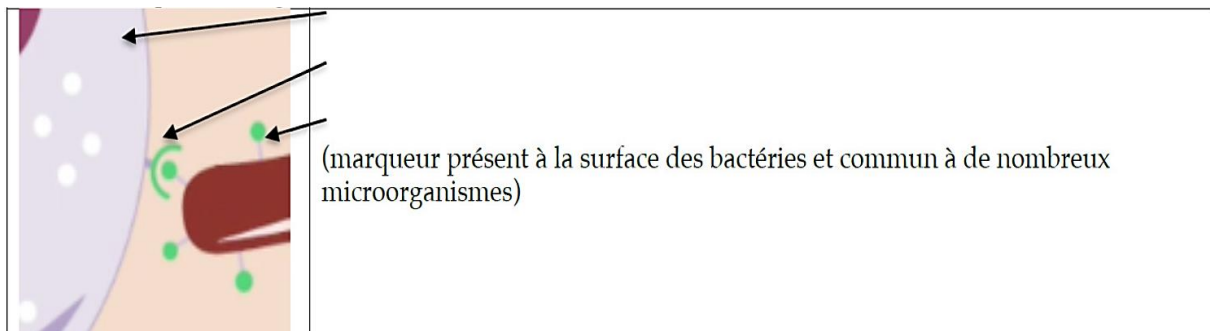 (marqueur présent à la surface des bactéries et commun à de nombreux
microorganismes)